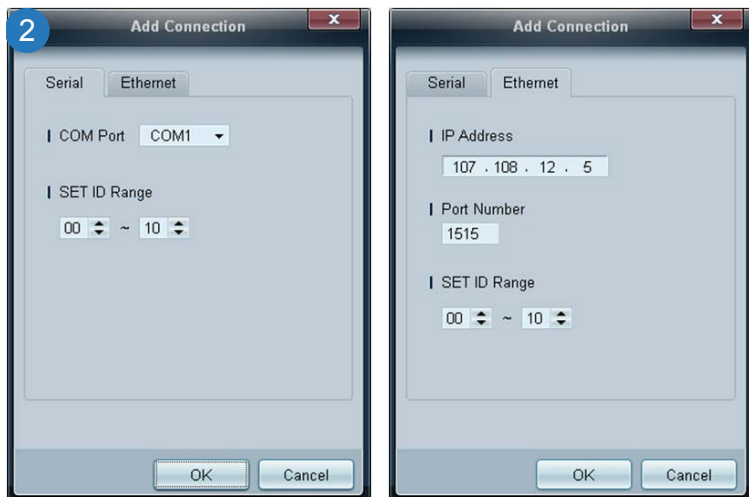 2
Add Connection
Serial Ethernet
COM Port COM1
SET ID Range
00 ~ 10
OK Cancel
Add Connection
Serial Ethernet
IP Address
107 . 108 . 12 . 5
Port Number
1515
SET ID Range
00 ~ 10
OK Cancel